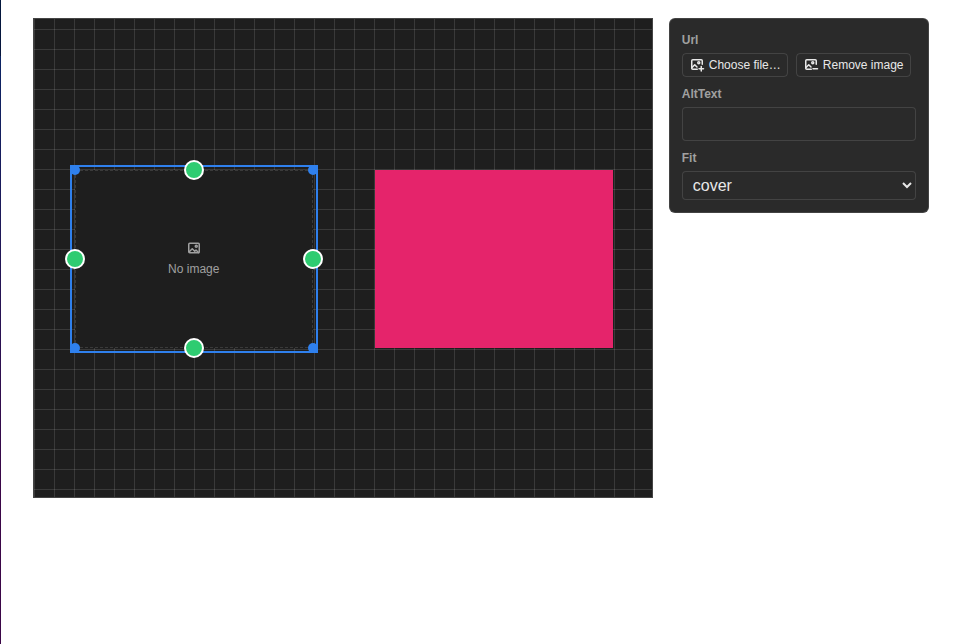 Url
Choose file…
Remove image
AltText
Fit
cover
No image